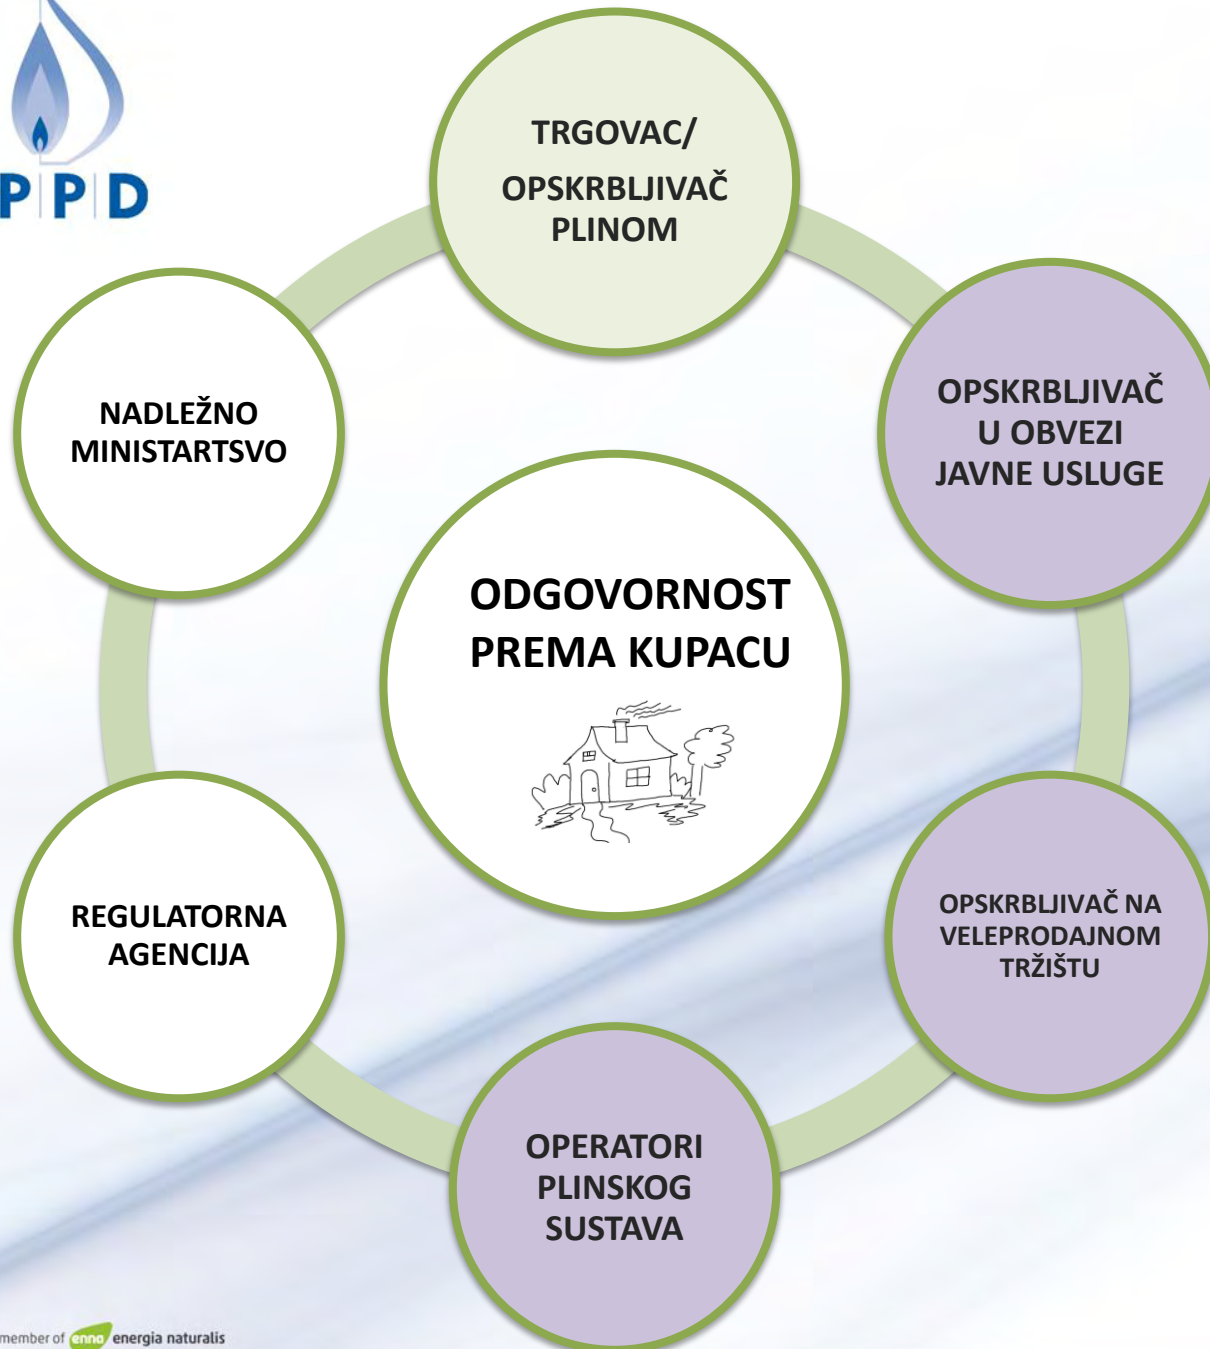 PPD
TRGOVAC/
OPSKRBLJIVAČ
PLINOM
OPSKRBLJIVAČ
U OBVEZI
JAVNE USLUGE
NADLEŽNO
MINISTARTSVO
ODGOVORNOST
PREMA KUPACU
OPSKRBLJIVAČ NA
VELEPRODAJNOM
TRŽIŠTU
REGULATORNA
AGENCIJA
OPERATORI
PLINSKOG
SUSTAVA
member of enna energia naturalis